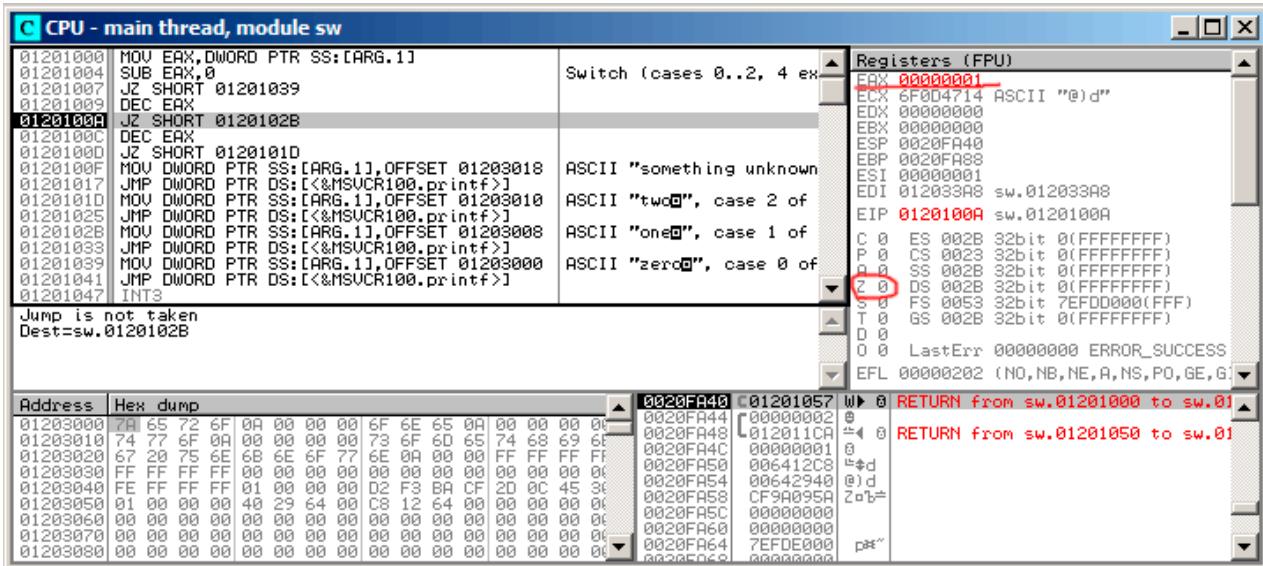 C CPU - main thread, module sw
01201000 MOV EAX,DWORD PTR SS:[ARG.1]
01201004 SUB EAX,0 Switch (cases 0..2, 4 ex
01201007 JZ SHORT 01201039
01201009 DEC EAX
0120100A JZ SHORT 0120102B
0120100C DEC EAX
0120100D JZ SHORT 0120101D
0120100F MOV DWORD PTR SS:[ARG.1],OFFSET 01203018 ASCII "something unknown
01201017 JMP DWORD PTR DS:[<&MSVCR100.printf>]
0120101D MOV DWORD PTR SS:[ARG.1],OFFSET 01203010 ASCII "two◘", case 2 of
01201025 JMP DWORD PTR DS:[<&MSVCR100.printf>]
0120102B MOV DWORD PTR SS:[ARG.1],OFFSET 01203008 ASCII "one◘", case 1 of
01201033 JMP DWORD PTR DS:[<&MSVCR100.printf>]
01201039 MOV DWORD PTR SS:[ARG.1],OFFSET 01203000 ASCII "zero◘", case 0 of
01201041 JMP DWORD PTR DS:[<&MSVCR100.printf>]
01201047 INT3
Jump is not taken
Dest=sw.0120102B
Registers (FPU)
EAX 00000001
ECX 6F0D4714 ASCII "@)d"
EDX 00000000
EBX 00000000
ESP 0020FA40
EBP 0020FA88
ESI 00000001
EDI 012033A8 sw.012033A8
EIP 0120100A sw.0120100A
C 0 ES 002B 32bit 0(FFFFFFFF)
P 0 CS 0023 32bit 0(FFFFFFFF)
A 0 SS 002B 32bit 0(FFFFFFFF)
Z 0 DS 002B 32bit 0(FFFFFFFF)
S 0 FS 0053 32bit 7EFDD000(FFF)
T 0 GS 002B 32bit 0(FFFFFFFF)
D 0
O 0 LastErr 00000000 ERROR_SUCCESS
EFL 00000202 (NO,NB,NE,A,NS,PO,GE,G
Address Hex dump
01203000 7A 65 72 6F 0A 00 00 00 6F 6E 65 0A 00 00 00 00
01203010 74 77 6F 0A 00 00 00 00 73 6F 6D 65 74 68 69 6E
01203020 67 20 75 6E 6B 6E 6F 77 6E 0A 00 00 FF FF FF FF
01203030 FF FF FF FF 00 00 00 00 00 00 00 00 00 00 00 00
01203040 FE FF FF FF 01 00 00 00 D2 F3 BA CF 2D 0C 45 30
01203050 01 00 00 00 40 29 64 00 C8 12 64 00 00 00 00 00
01203060 00 00 00 00 00 00 00 00 00 00 00 00 00 00 00 00
01203070 00 00 00 00 00 00 00 00 00 00 00 00 00 00 00 00
01203080 00 00 00 00 00 00 00 00 00 00 00 00 00 00 00 00
0020FA40 01201057 RETURN from sw.01201000 to sw.01
0020FA44 00000002
0020FA48 012011CA RETURN from sw.01201050 to sw.01
0020FA4C 00000001
0020FA50 006412C8
0020FA54 00642940 @)d
0020FA58 CF9A095A
0020FA5C 00000000
0020FA60 00000000
0020FA64 7EFDE000